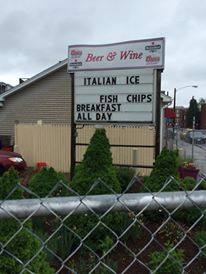 Beer & Wine
ITALIAN ICE
FISH CHIPS
BREAKFAST
ALL DAY